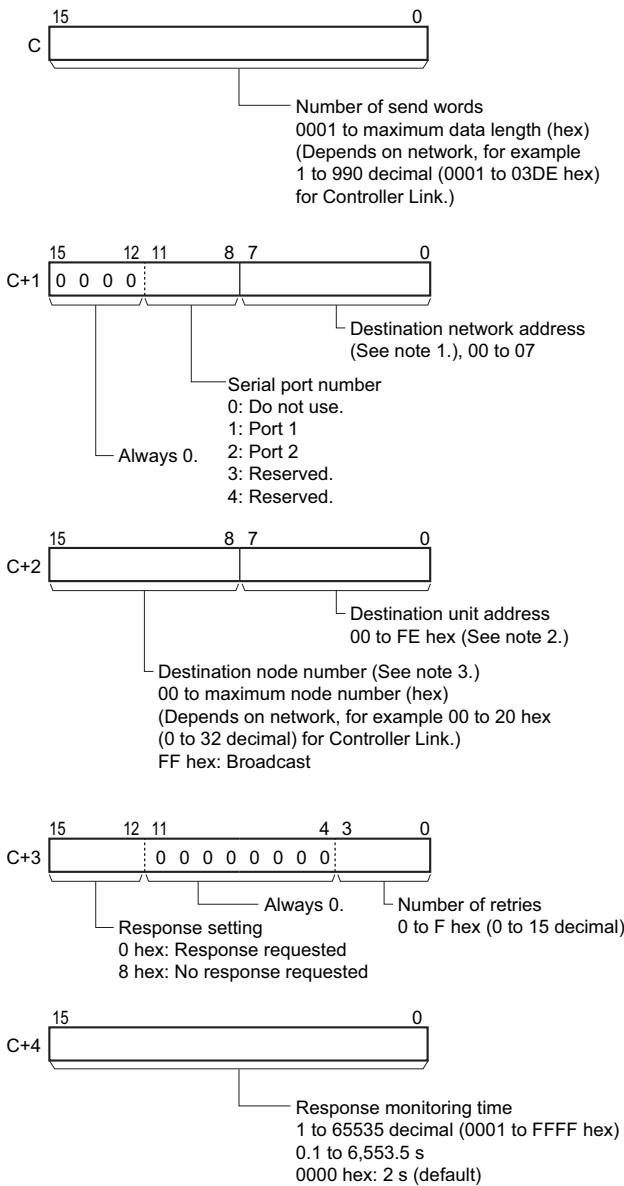 15 0
C
Number of send words
0001 to maximum data length (hex)
(Depends on network, for example
1 to 990 decimal (0001 to 03DE hex)
for Controller Link.)
15 12 11 8 7 0
C+1 0 0 0 0
Destination network address
(See note 1.), 00 to 07
Serial port number
0: Do not use.
1: Port 1
2: Port 2
3: Reserved.
4: Reserved.
Always 0.
15 8 7 0
C+2
Destination unit address
00 to FE hex (See note 2.)
Destination node number (See note 3.)
00 to maximum node number (hex)
(Depends on network, for example 00 to 20 hex
(0 to 32 decimal) for Controller Link.)
FF hex: Broadcast
15 12 11 4 3 0
C+3 0 0 0 0 0 0 0 0
Always 0.
Number of retries
0 to F hex (0 to 15 decimal)
Response setting
0 hex: Response requested
8 hex: No response requested
15 0
C+4
Response monitoring time
1 to 65535 decimal (0001 to FFFF hex)
0.1 to 6,553.5 s
0000 hex: 2 s (default)